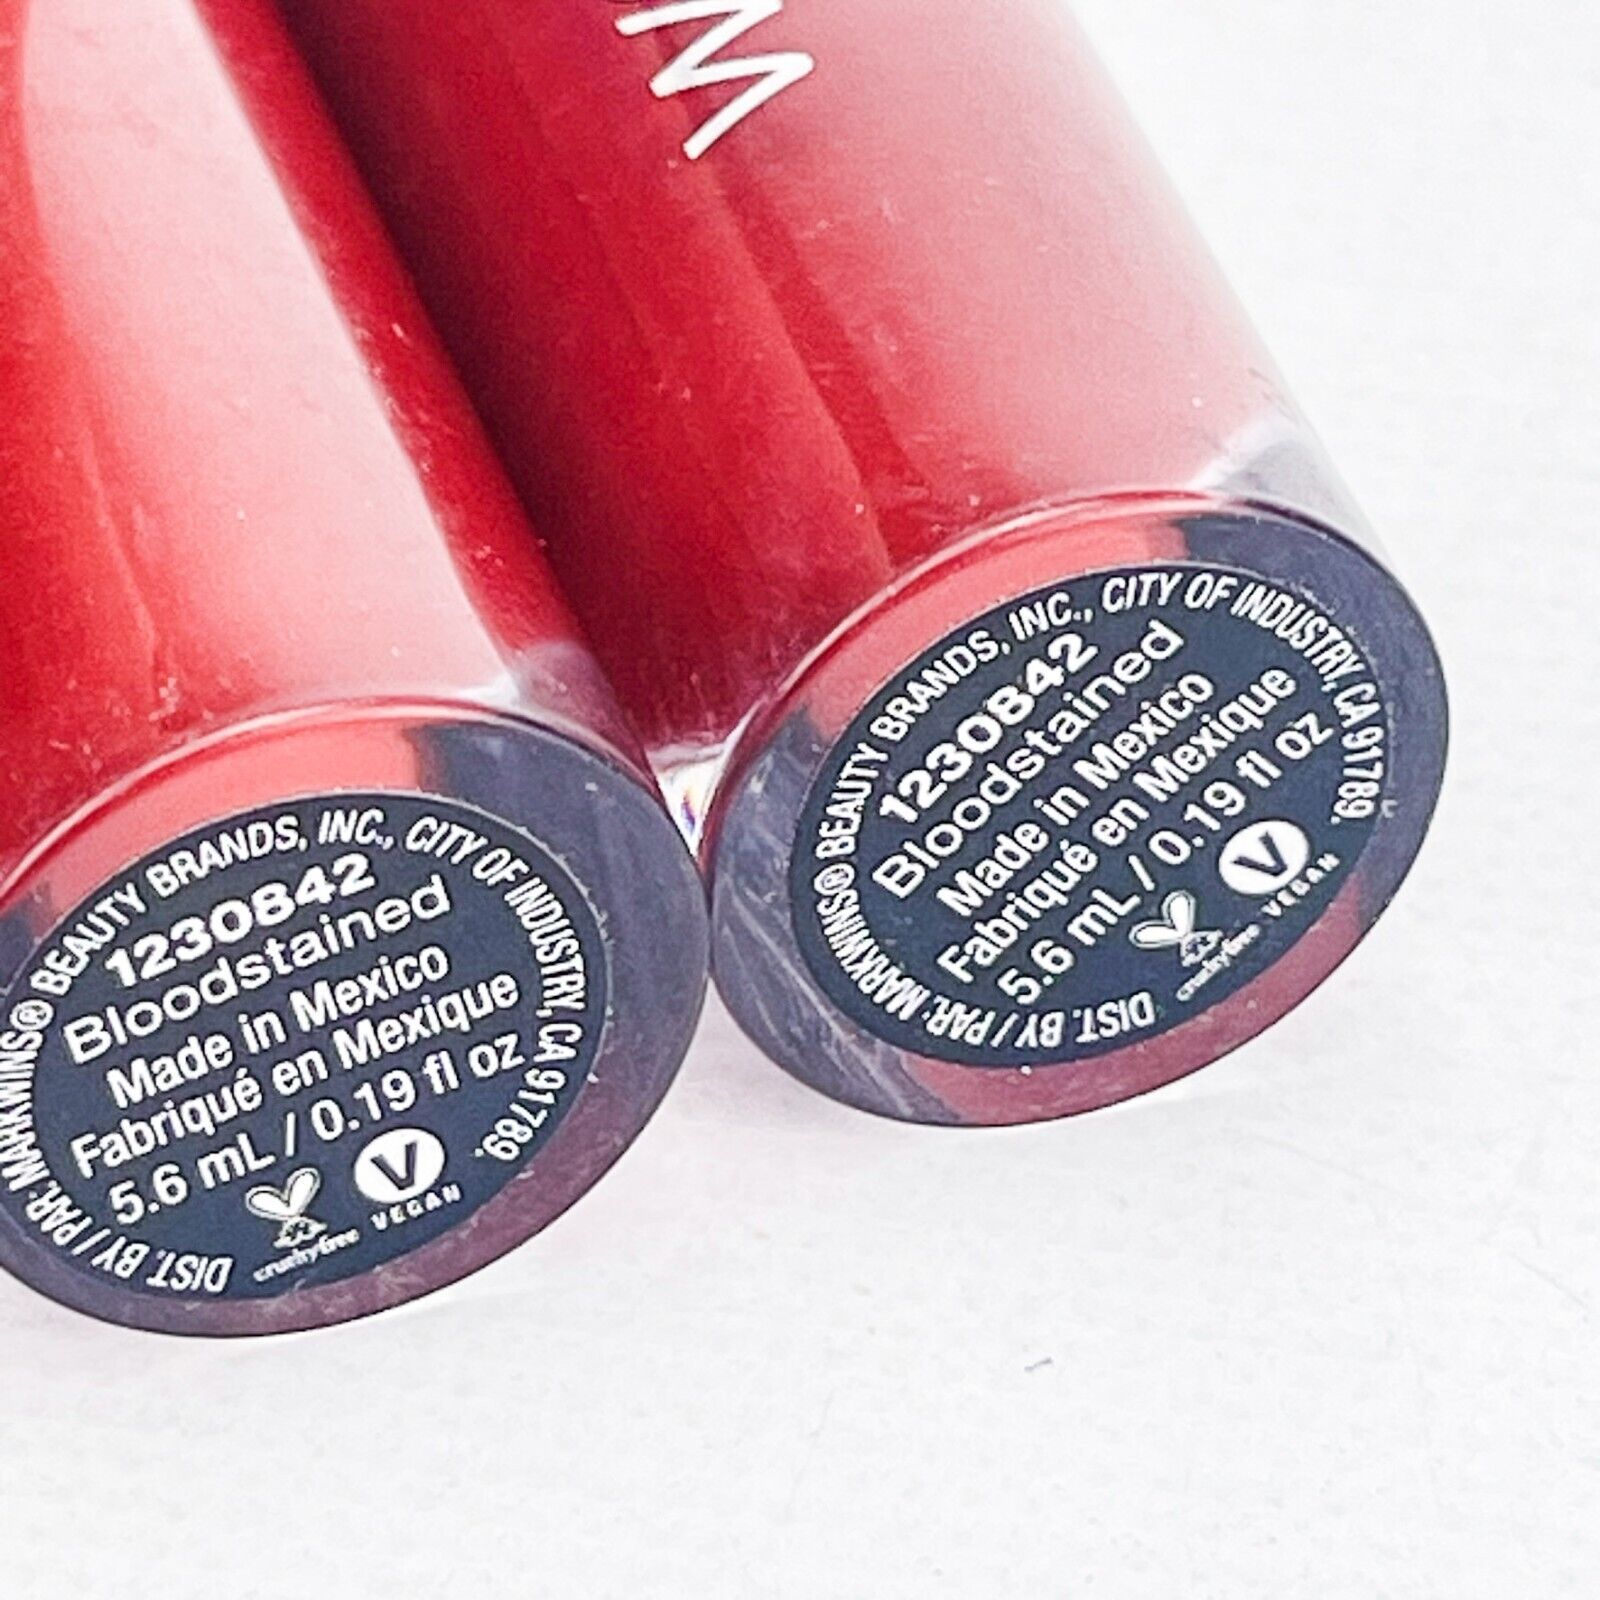 DIST. BY / PAR: MARKWINS® BEAUTY BRANDS, INC., CITY OF INDUSTRY, CA 91789.
1230842
Bloodstained
Made in Mexico
Fabriqué en Mexique
5.6 mL / 0.19 fl oz
crueltyfree
V
VEGAN
DIST. BY / PAR: MARKWINS® BEAUTY BRANDS, INC., CITY OF INDUSTRY, CA 91789.
1230842
Bloodstained
Made in Mexico
Fabriqué en Mexique
5.6 mL / 0.19 fl oz
crueltyfree
V
VEGAN